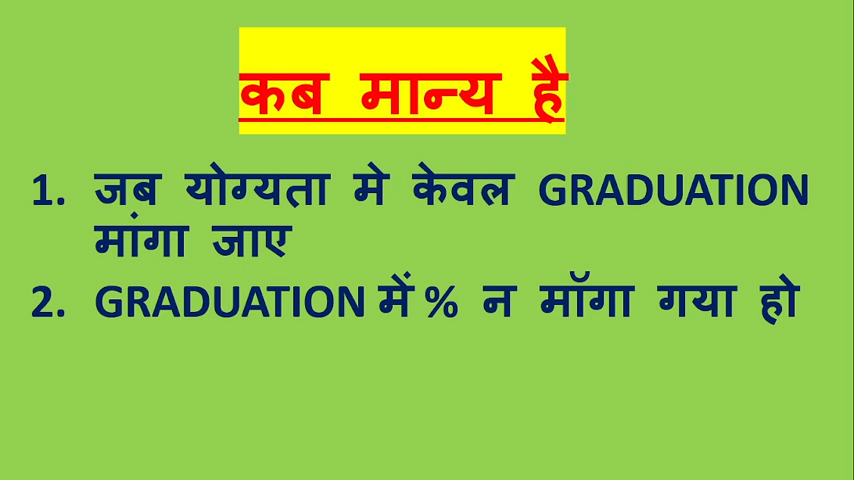 कब मान्य है
1. जब योग्यता मे केवल GRADUATION
मांगा जाए
2. GRADUATION में % न मॉगा गया हो